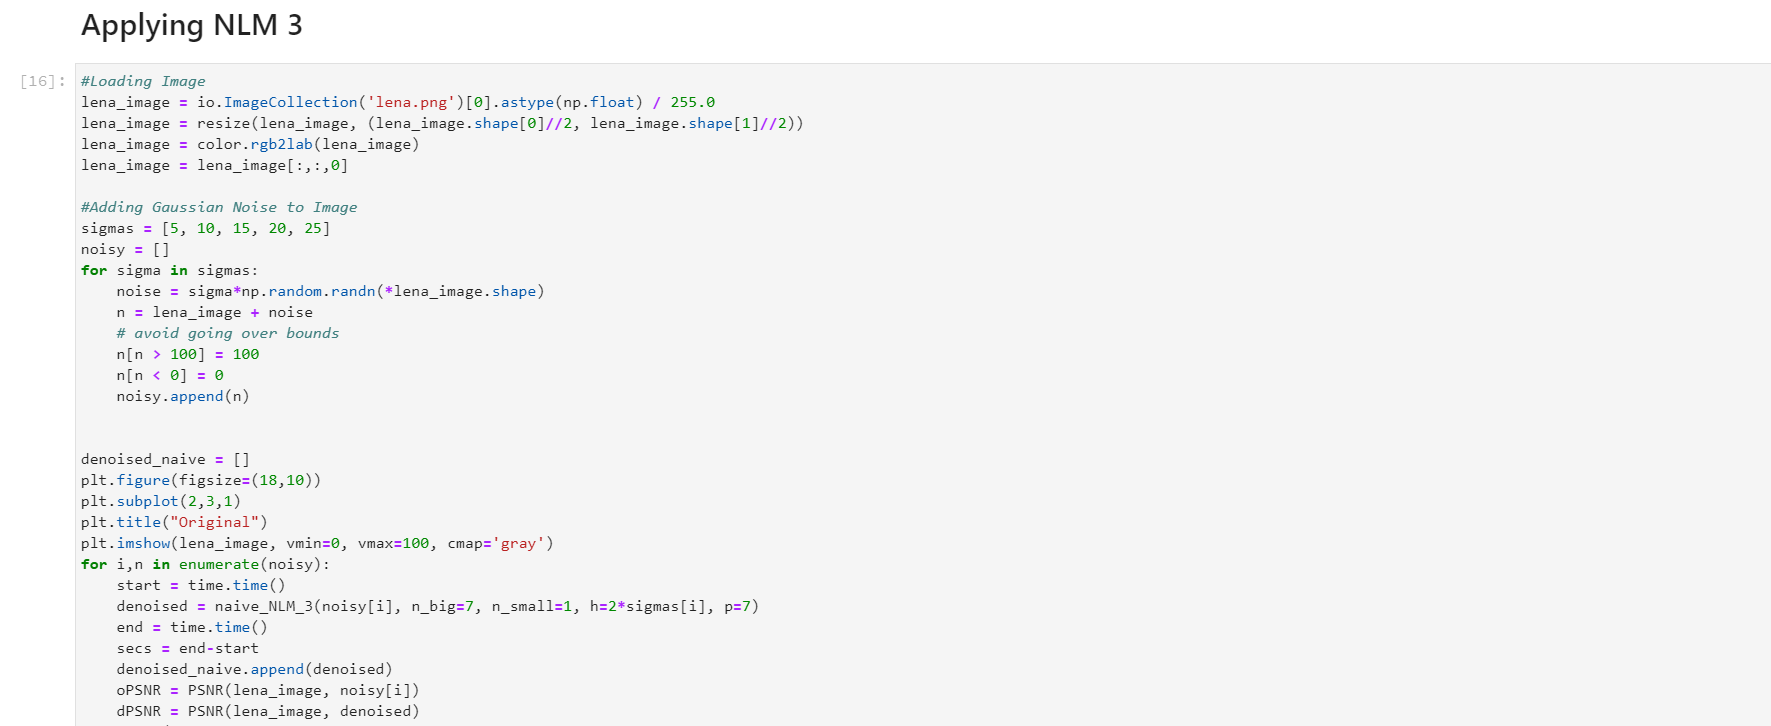 Applying NLM 3
[16]:
#Loading Image
lena_image = io.ImageCollection('lena.png')[0].astype(np.float) / 255.0
lena_image = resize(lena_image, (lena_image.shape[0]//2, lena_image.shape[1]//2))
lena_image = color.rgb2lab(lena_image)
lena_image = lena_image[:,:,0]
#Adding Gaussian Noise to Image
sigmas = [5, 10, 15, 20, 25]
noisy = []
for sigma in sigmas:
    noise = sigma*np.random.randn(*lena_image.shape)
    n = lena_image + noise
    # avoid going over bounds
    n[n > 100] = 100
    n[n < 0] = 0
    noisy.append(n)
denoised_naive = []
plt.figure(figsize=(18,10))
plt.subplot(2,3,1)
plt.title("Original")
plt.imshow(lena_image, vmin=0, vmax=100, cmap='gray')
for i,n in enumerate(noisy):
    start = time.time()
    denoised = naive_NLM_3(noisy[i], n_big=7, n_small=1, h=2*sigmas[i], p=7)
    end = time.time()
    secs = end-start
    denoised_naive.append(denoised)
    oPSNR = PSNR(lena_image, noisy[i])
    dPSNR = PSNR(lena_image, denoised)